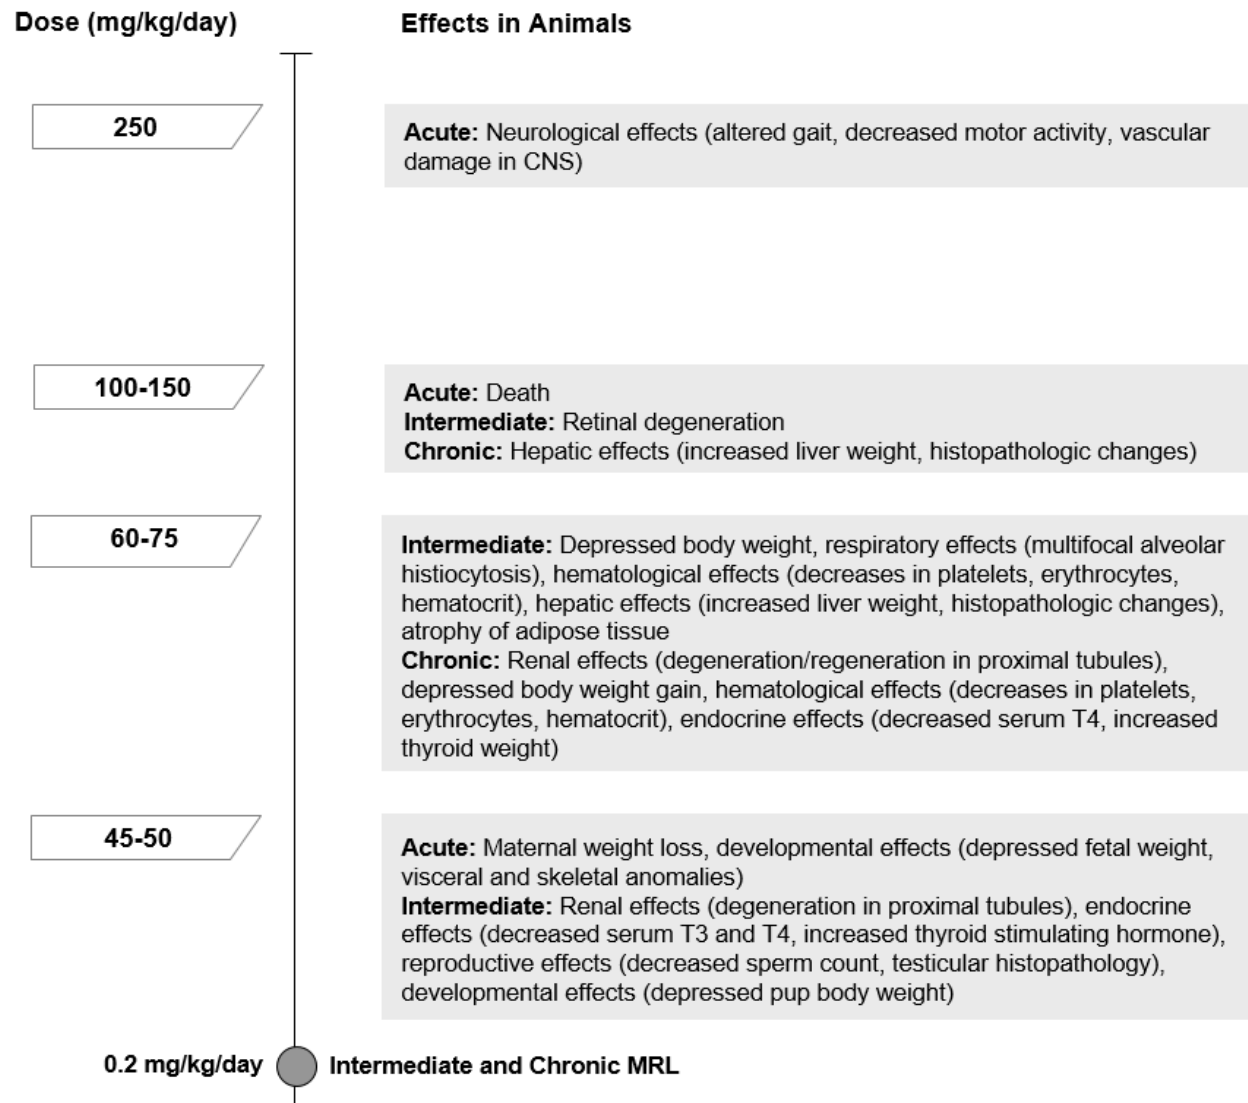 Dose (mg/kg/day)
Effects in Animals
250
Acute: Neurological effects (altered gait, decreased motor activity, vascular
damage in CNS)
100-150
Acute: Death
Intermediate: Retinal degeneration
Chronic: Hepatic effects (increased liver weight, histopathologic changes)
60-75
Intermediate: Depressed body weight, respiratory effects (multifocal alveolar
histiocytosis), hematological effects (decreases in platelets, erythrocytes,
hematocrit), hepatic effects (increased liver weight, histopathologic changes),
atrophy of adipose tissue
Chronic: Renal effects (degeneration/regeneration in proximal tubules),
depressed body weight gain, hematological effects (decreases in platelets,
erythrocytes, hematocrit), endocrine effects (decreased serum T4, increased
thyroid weight)
45-50
Acute: Maternal weight loss, developmental effects (depressed fetal weight,
visceral and skeletal anomalies)
Intermediate: Renal effects (degeneration in proximal tubules), endocrine
effects (decreased serum T3 and T4, increased thyroid stimulating hormone),
reproductive effects (decreased sperm count, testicular histopathology),
developmental effects (depressed pup body weight)
0.2 mg/kg/day
Intermediate and Chronic MRL